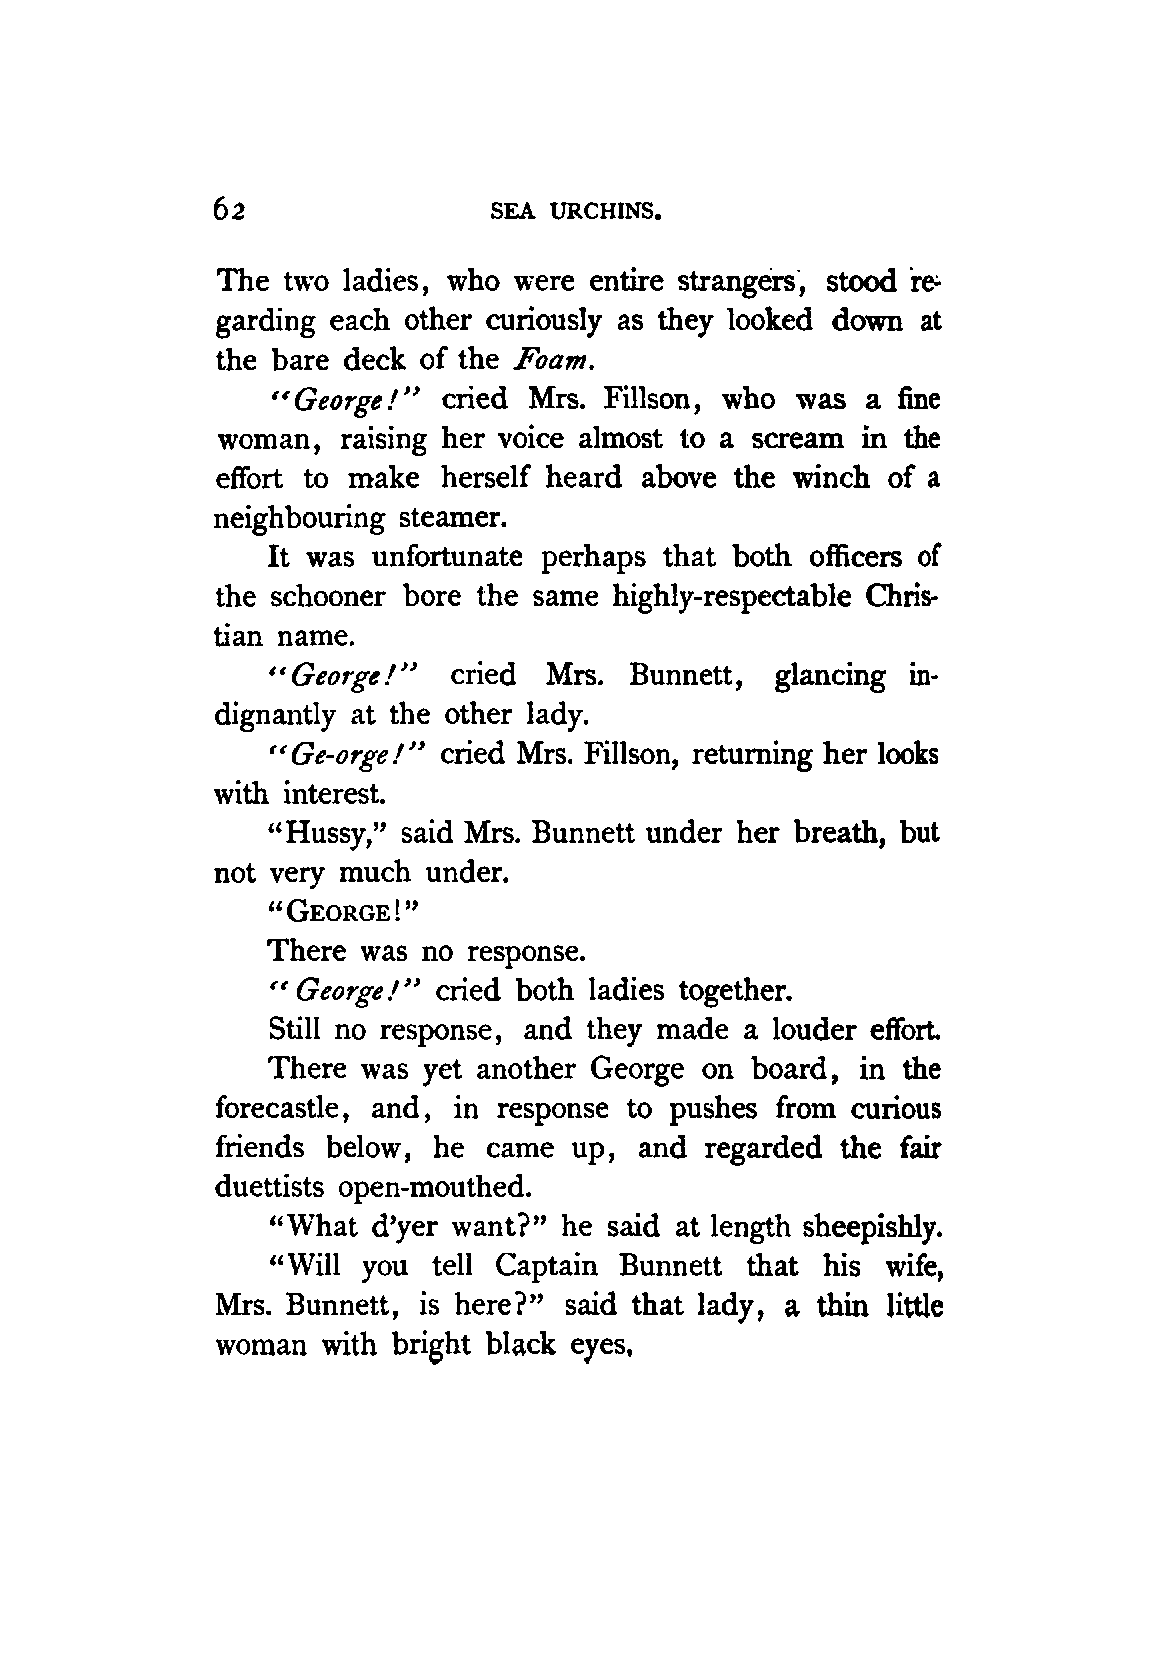 62 SEA URCHINS.
The two ladies, who were entire strangers, stood re-
garding each other curiously as they looked down at
the bare deck of the Foam.
"George!" cried Mrs. Fillson, who was a fine
woman, raising her voice almost to a scream in the
effort to make herself heard above the winch of a
neighbouring steamer.
It was unfortunate perhaps that both officers of
the schooner bore the same highly-respectable Chris-
tian name.
"George!" cried Mrs. Bunnett, glancing in-
dignantly at the other lady.
"Ge-orge!" cried Mrs. Fillson, returning her looks
with interest.
"Hussy," said Mrs. Bunnett under her breath, but
not very much under.
"GEORGE!"
There was no response.
"George!" cried both ladies together.
Still no response, and they made a louder effort.
There was yet another George on board, in the
forecastle, and, in response to pushes from curious
friends below, he came up, and regarded the fair
duettists open-mouthed.
"What d'yer want?" he said at length sheepishly.
"Will you tell Captain Bunnett that his wife,
Mrs. Bunnett, is here?" said that lady, a thin little
woman with bright black eyes,